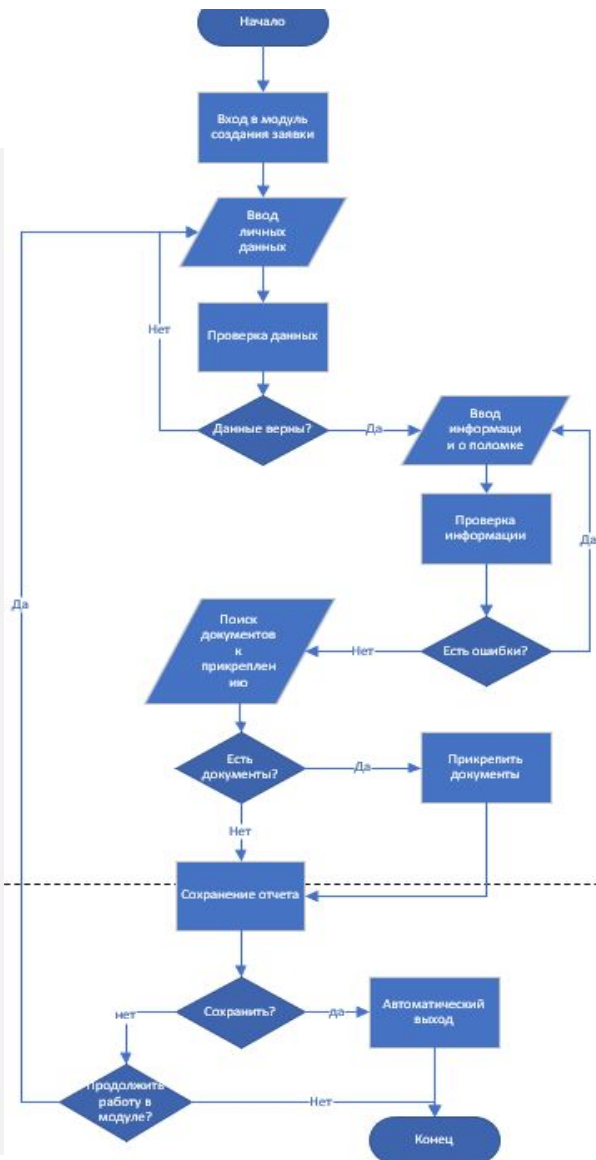 Начало
Вход в модуль
создания заявки
Ввод
личных
данных
Нет
Проверка данных
Данные верны?
Да
Ввод
информаци
и о поломке
Проверка
информации
Да
Есть ошибки?
Нет
Да
Поиск
документов
к
прикреплен
ию
Есть
документы?
Да
Прикрепить
документы
Нет
Сохранение отчета
Сохранить?
нет
да
Автоматический
выход
Продолжить
работу в
модуле?
Нет
Конец